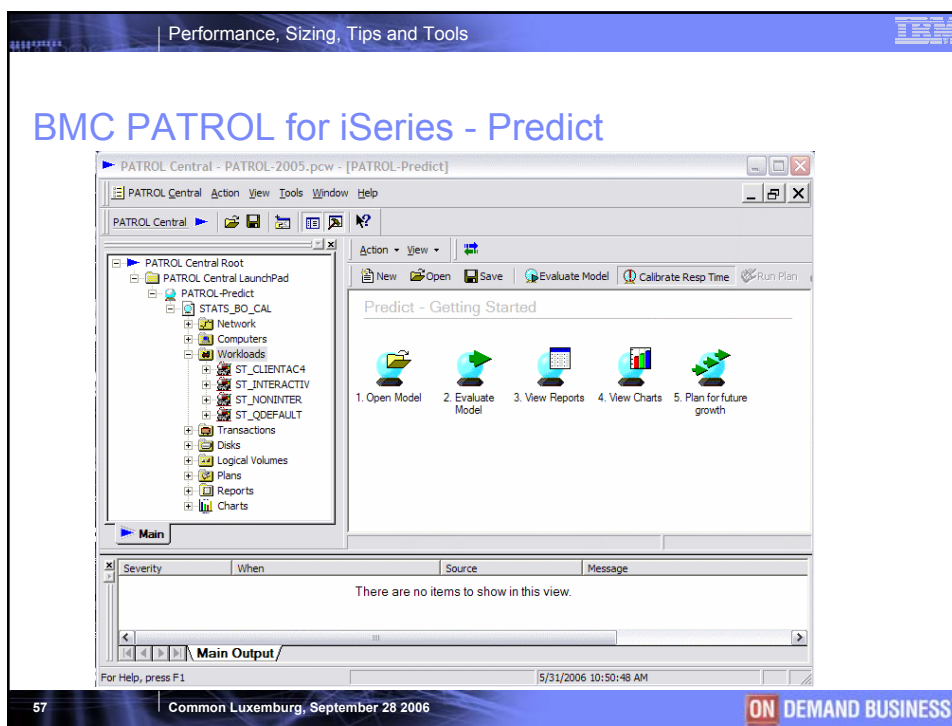 Performance, Sizing, Tips and Tools
IBM
BMC PATROL for iSeries - Predict
PATROL Central - PATROL-2005.pcw - [PATROL-Predict]
PATROL Central Action View Tools Window Help
PATROL Central
Action View
New Open Save Evaluate Model Calibrate Resp Time Run Plan
PATROL Central Root
PATROL Central LaunchPad
PATROL-Predict
STATS_BO_CAL
Network
Computers
Workloads
ST_CLIENTAC4
ST_INTERACTIV
ST_NONINTER
ST_QDEFAULT
Transactions
Disks
Logical Volumes
Plans
Reports
Charts
Main
Predict - Getting Started
1. Open Model
2. Evaluate Model
3. View Reports
4. View Charts
5. Plan for future growth
Severity When Source Message
There are no items to show in this view.
Main Output
For Help, press F1
5/31/2006 10:50:48 AM
57
Common Luxemburg, September 28 2006
ON DEMAND BUSINESS